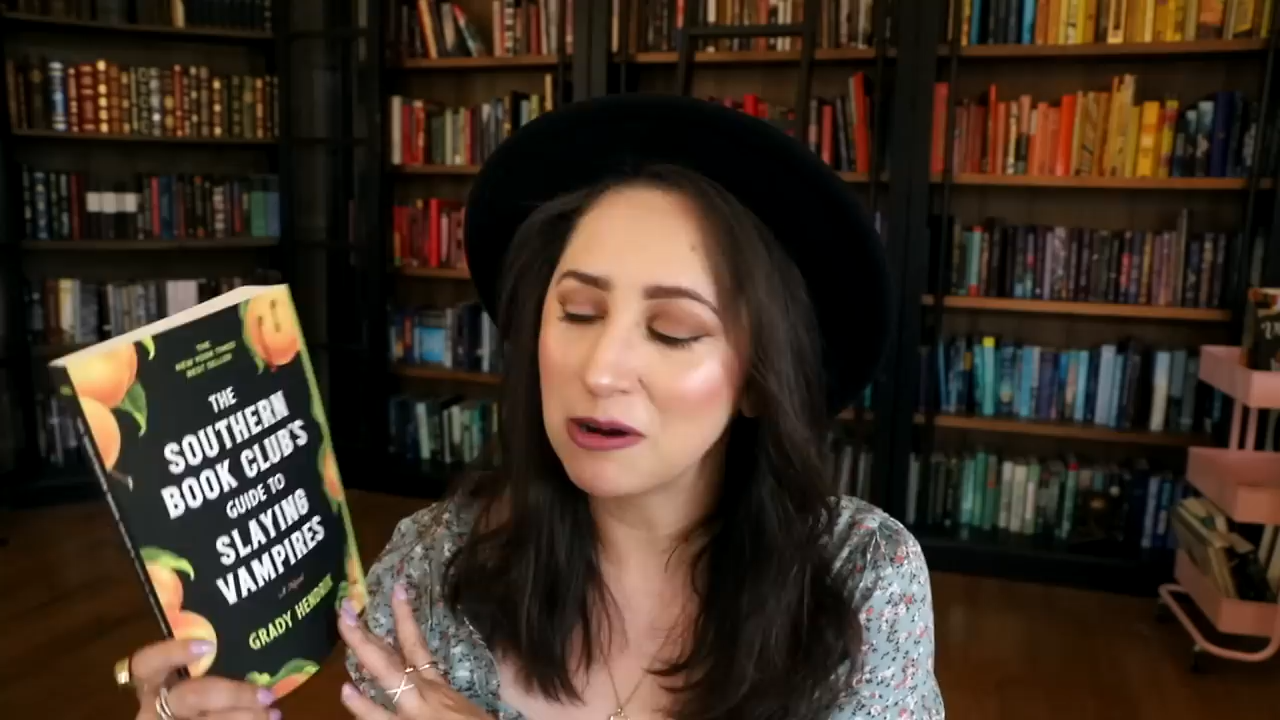 THE
NEW YORK TIMES
BEST SELLER
THE
SOUTHERN
BOOK CLUB'S
GUIDE TO
SLAYING
VAMPIRES
A Novel
GRADY HENDRIX